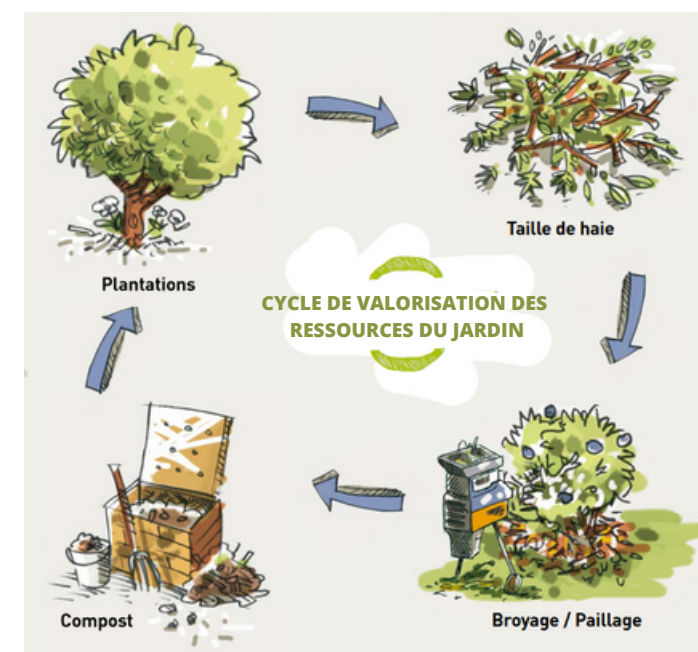 Taille de haie
Plantations
CYCLE DE VALORISATION DES
RESSOURCES DU JARDIN
Compost
Broyage / Paillage